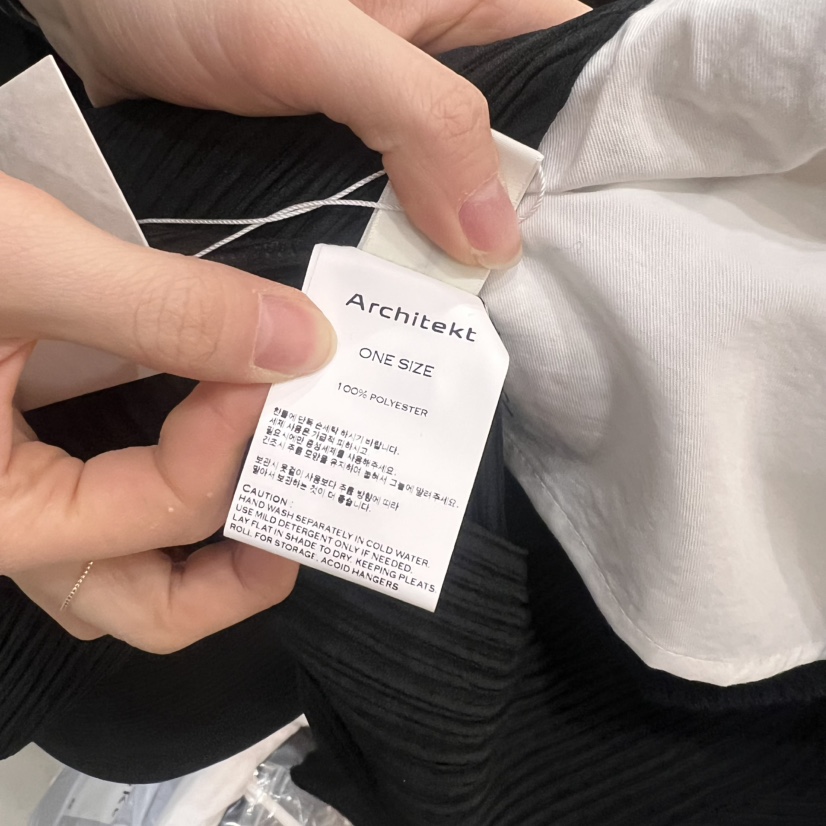 Architekt
ONE SIZE
100% POLYESTER
찬물에 단독 손세탁 하시기 바랍니다.
세제 사용은 가급적 피하시고
필요시에만 중성세제를 사용해주세요.
건조시 주름 모양을 유지하여 눕혀서 그늘에 말려주세요.
보관시 옷걸이 사용보다 주름 방향에 따라
말아서 보관하는 것이 더 좋습니다.
CAUTION :
HAND WASH SEPARATELY IN COLD WATER.
USE MILD DETERGENT ONLY IF NEEDED.
LAY FLAT IN SHADE TO DRY, KEEPING PLEATS.
ROLL FOR STORAGE. ACOID HANGERS